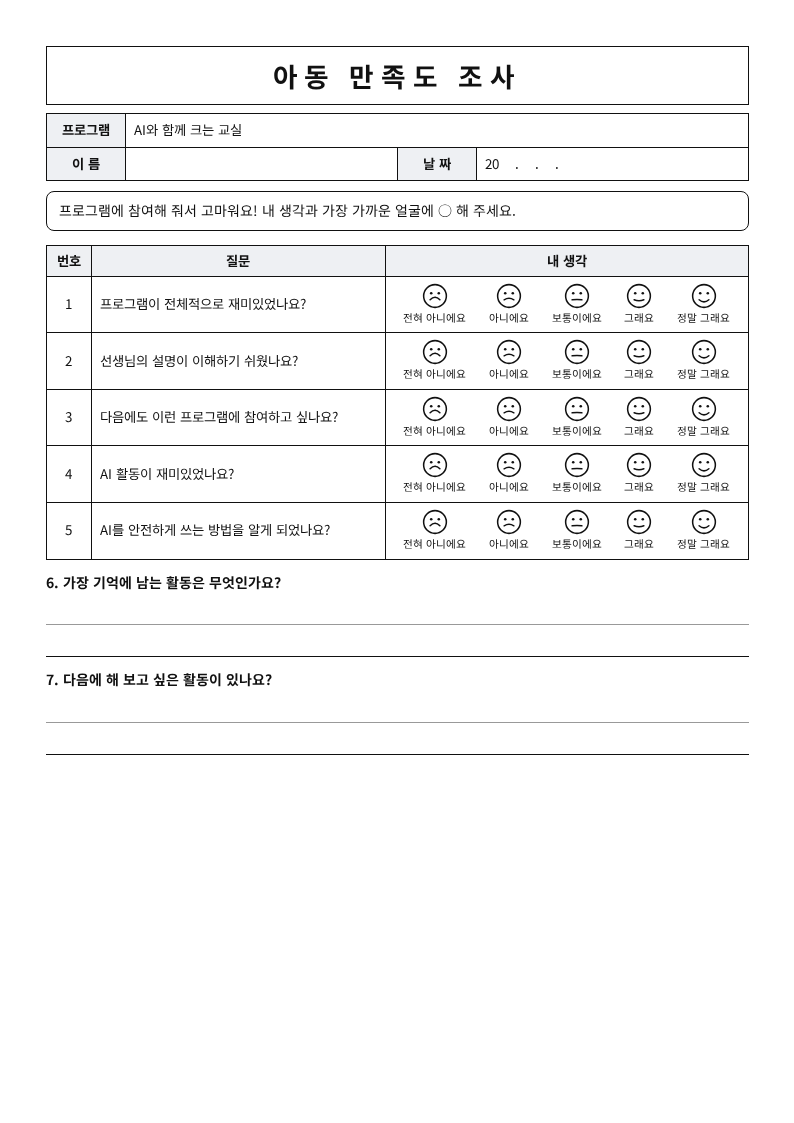 아동 만족도 조사
프로그램 AI와 함께 크는 교실
이 름 날 짜 20 . . .
프로그램에 참여해 줘서 고마워요! 내 생각과 가장 가까운 얼굴에 ○ 해 주세요.
번호 질문 내 생각
1 프로그램이 전체적으로 재미있었나요? 전혀 아니에요 아니에요 보통이에요 그래요 정말 그래요
2 선생님의 설명이 이해하기 쉬웠나요? 전혀 아니에요 아니에요 보통이에요 그래요 정말 그래요
3 다음에도 이런 프로그램에 참여하고 싶나요? 전혀 아니에요 아니에요 보통이에요 그래요 정말 그래요
4 AI 활동이 재미있었나요? 전혀 아니에요 아니에요 보통이에요 그래요 정말 그래요
5 AI를 안전하게 쓰는 방법을 알게 되었나요? 전혀 아니에요 아니에요 보통이에요 그래요 정말 그래요
6. 가장 기억에 남는 활동은 무엇인가요?
7. 다음에 해 보고 싶은 활동이 있나요?